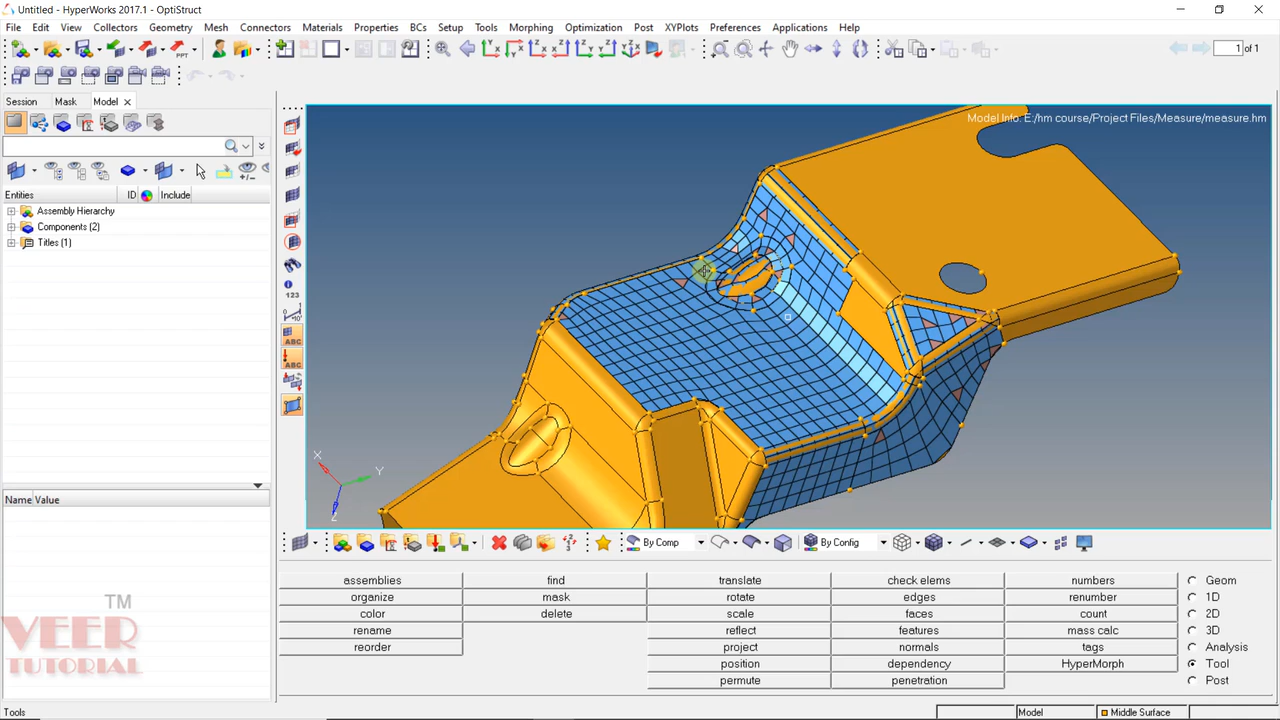 Untitled - HyperWorks 2017.1 - OptiStruct
File Edit View Collectors Geometry Mesh Connectors Materials Properties BCs Setup Tools Morphing Optimization Post XYPlots Preferences Applications Help
1 of 1
Session Mask Model
Entities ID Include
Assembly Hierarchy
Components (2)
Titles (1)
Name Value
Model Info: E:/hm course/Project Files/Measure/measure.hm
123
ABC
ABC
X Y Z
By Comp By Config
assemblies find translate check elems numbers Geom
organize mask rotate edges renumber 1D
color delete scale faces count 2D
rename reflect features mass calc 3D
reorder project normals tags Analysis
position dependency HyperMorph Tool
permute penetration Post
TM
VEER
TUTORIAL
Tools Model Middle Surface